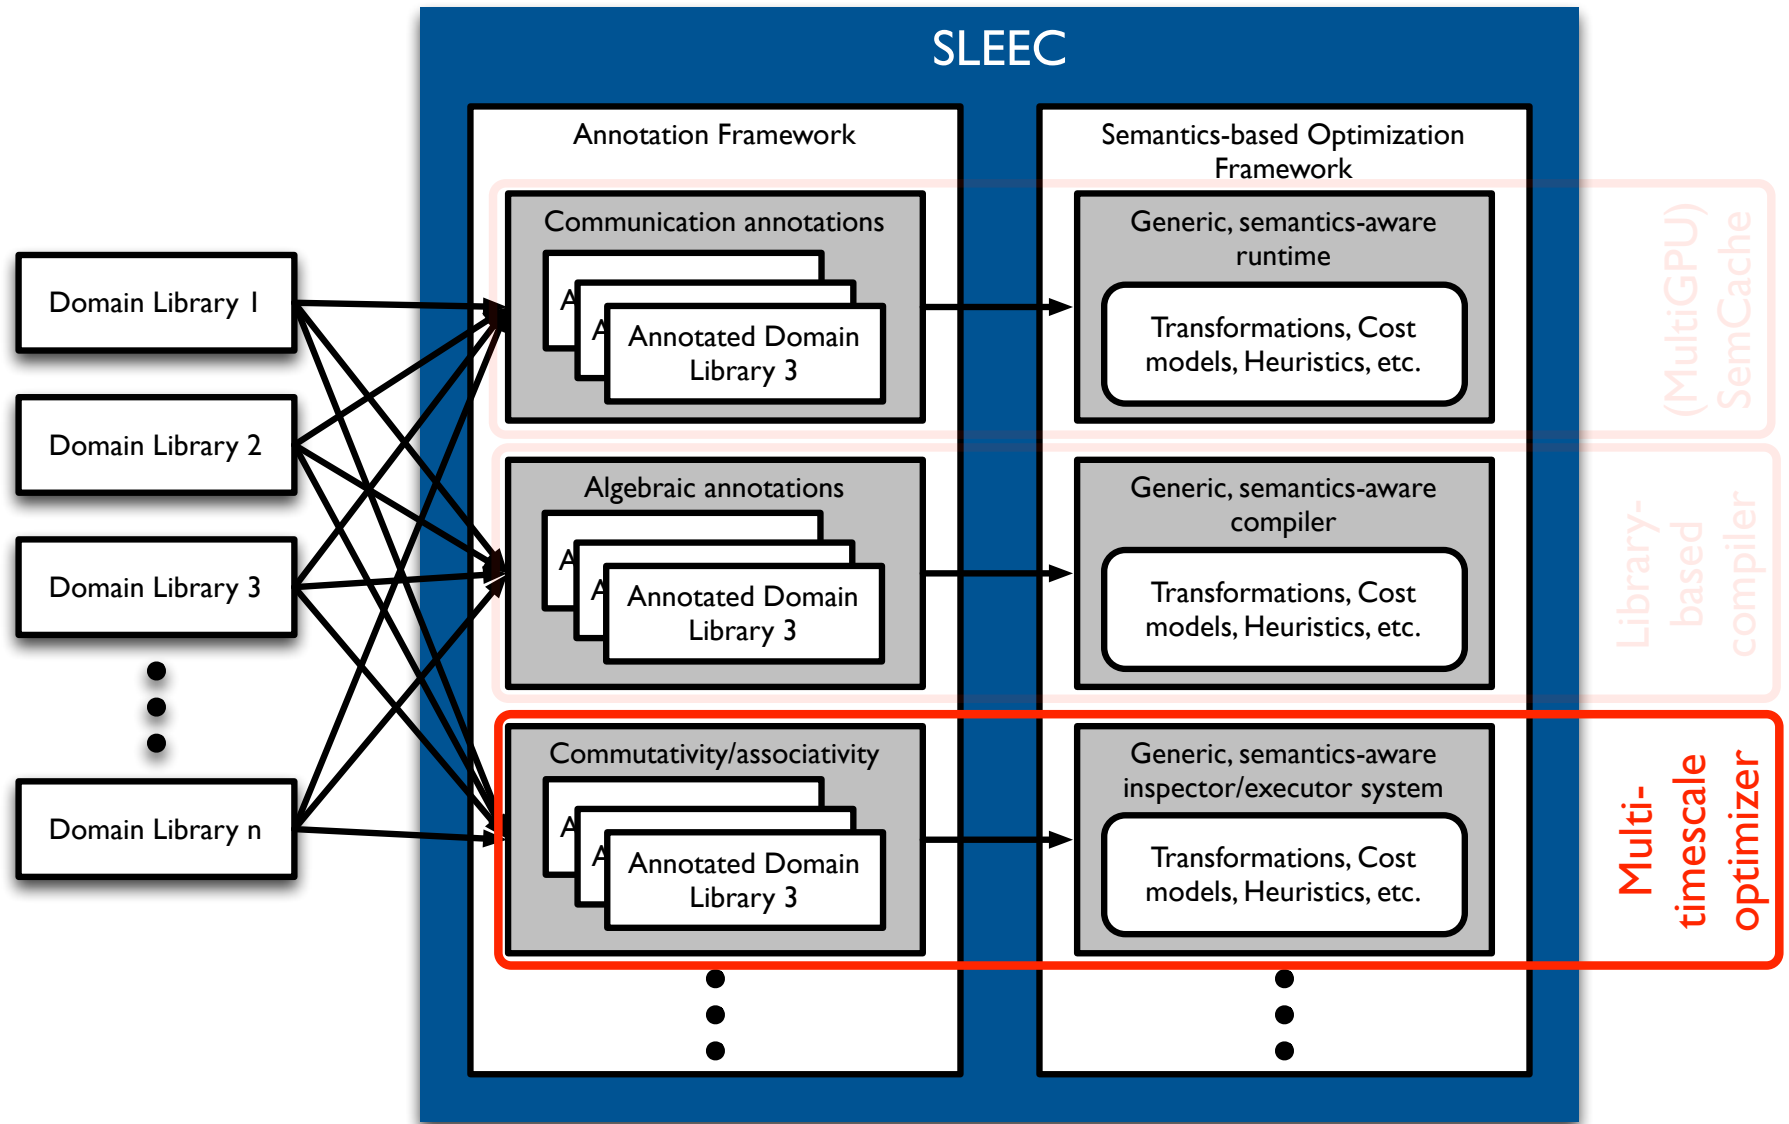 SLEEC
Annotation Framework
Semantics-based Optimization
Framework
Domain Library 1
Domain Library 2
Domain Library 3
Domain Library n
Communication annotations
A
A
Annotated Domain
Library 3
Generic, semantics-aware
runtime
Transformations, Cost
models, Heuristics, etc.
(MultiGPU)
SemCache
Algebraic annotations
A
A
Annotated Domain
Library 3
Generic, semantics-aware
compiler
Transformations, Cost
models, Heuristics, etc.
Library-
based
compiler
Commutativity/associativity
A
A
Annotated Domain
Library 3
Generic, semantics-aware
inspector/executor system
Transformations, Cost
models, Heuristics, etc.
Multi-
timescale
optimizer